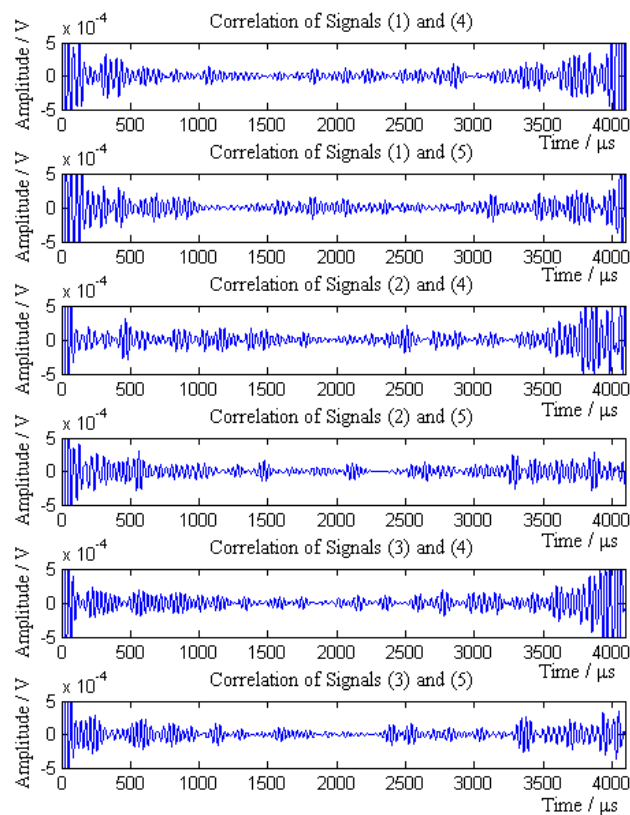 x 10⁻⁴ Correlation of Signals (1) and (4)
Amplitude / V
5
0
-5
0 500 1000 1500 2000 2500 3000 3500 4000
Time / μs
x 10⁻⁴ Correlation of Signals (1) and (5)
Amplitude / V
5
0
-5
0 500 1000 1500 2000 2500 3000 3500 4000
Time / μs
x 10⁻⁴ Correlation of Signals (2) and (4)
Amplitude / V
5
0
-5
0 500 1000 1500 2000 2500 3000 3500 4000
Time / μs
x 10⁻⁴ Correlation of Signals (2) and (5)
Amplitude / V
5
0
-5
0 500 1000 1500 2000 2500 3000 3500 4000
Time / μs
x 10⁻⁴ Correlation of Signals (3) and (4)
Amplitude / V
5
0
-5
0 500 1000 1500 2000 2500 3000 3500 4000
Time / μs
x 10⁻⁴ Correlation of Signals (3) and (5)
Amplitude / V
5
0
-5
0 500 1000 1500 2000 2500 3000 3500 4000
Time / μs